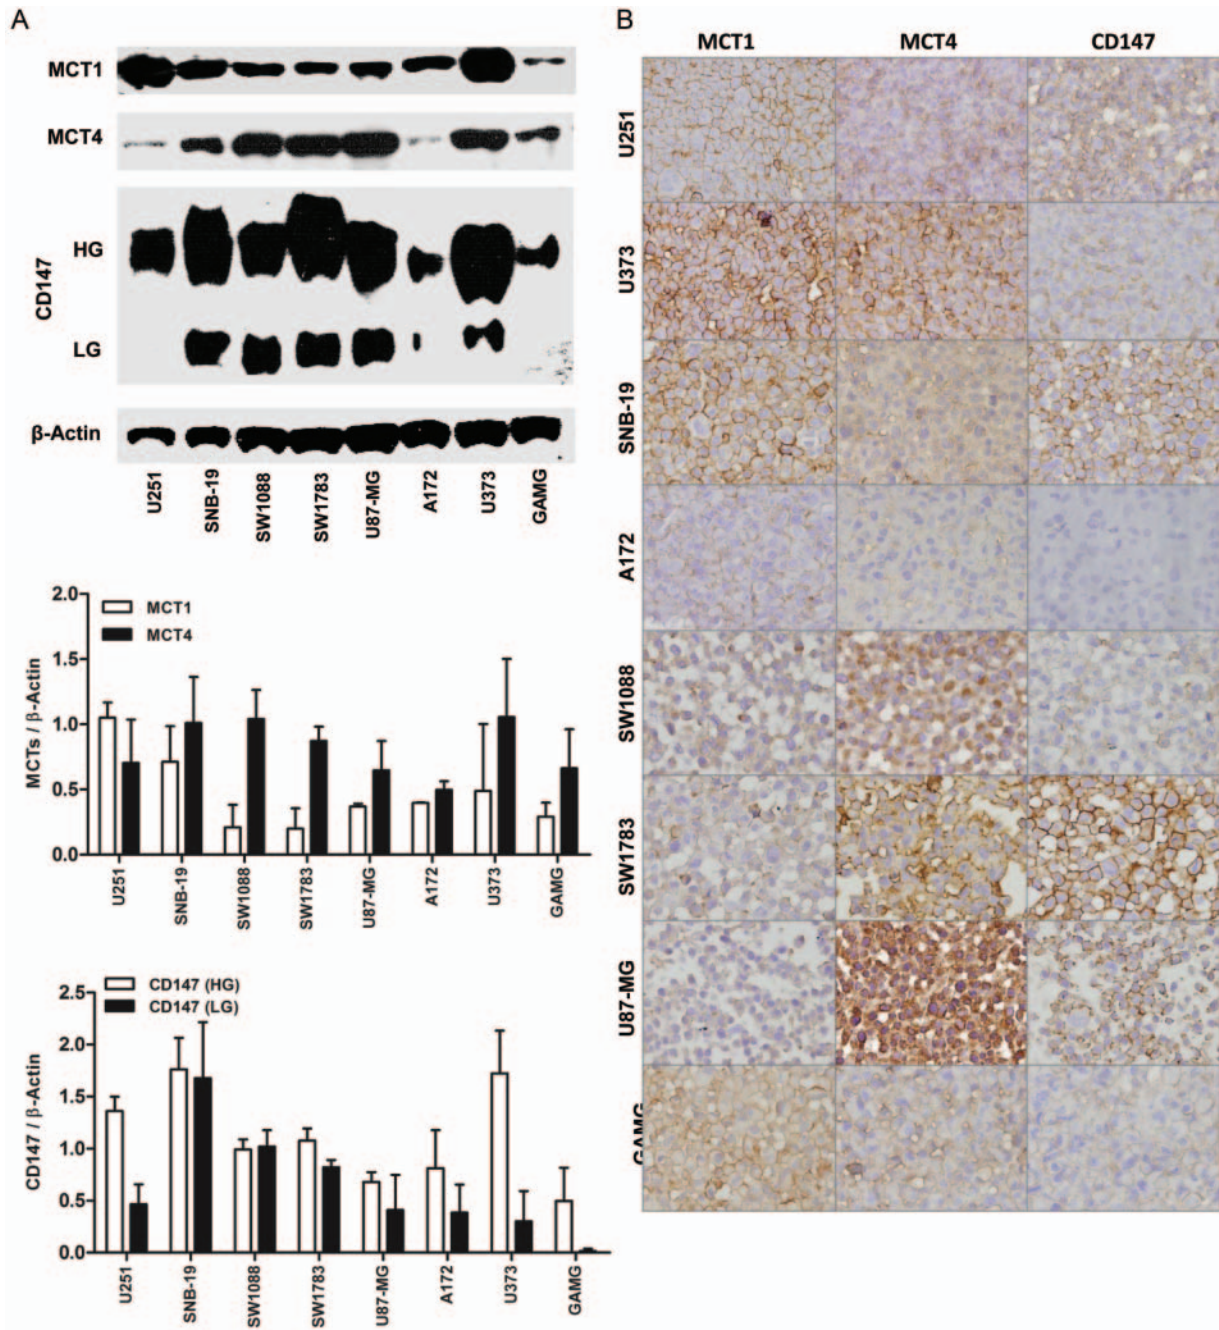 A
MCT1
MCT4
CD147
HG
LG
β-Actin
U251
SNB-19
SW1088
SW1783
U87-MG
A172
U373
GAMG
MCTs / β-Actin
2.0
1.5
1.0
0.5
0.0
MCT1
MCT4
U251
SNB-19
SW1088
SW1783
U87-MG
A172
U373
GAMG
CD147 / β-Actin
2.5
2.0
1.5
1.0
0.5
0.0
CD147 (HG)
CD147 (LG)
U251
SNB-19
SW1088
SW1783
U87-MG
A172
U373
GAMG
B
MCT1 MCT4 CD147
U251
U373
SNB-19
A172
SW1088
SW1783
U87-MG
GAMG